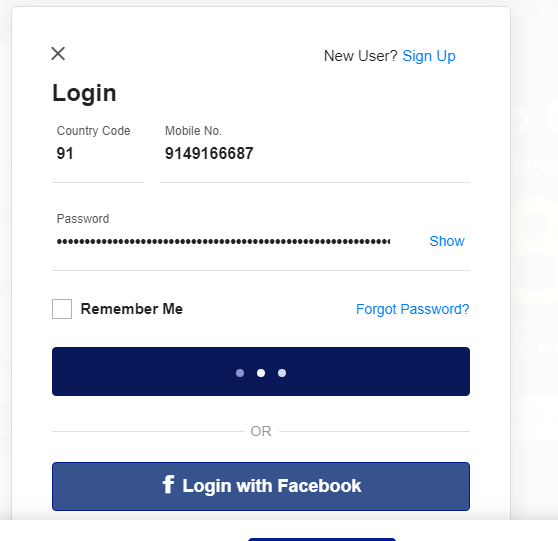 New User? Sign Up
Login
Country Code Mobile No.
91 9149166687
Password
Show
Remember Me Forgot Password?
OR
f Login with Facebook